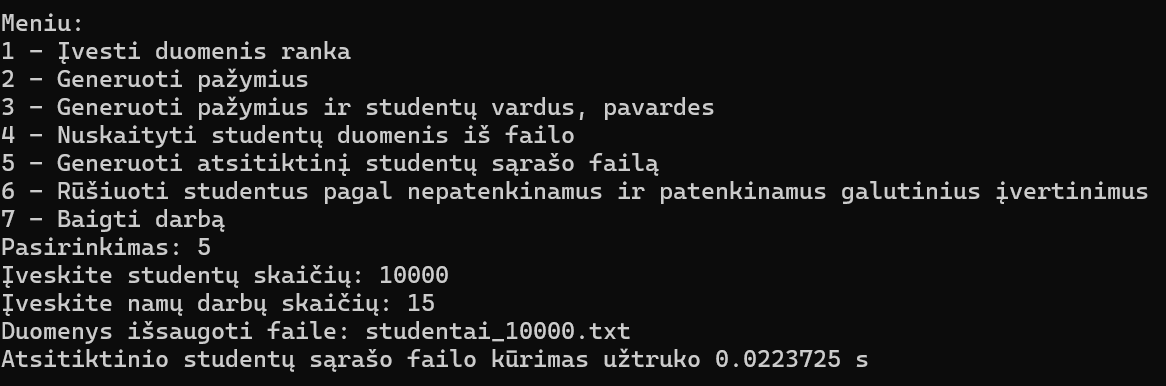 Meniu:
1 - Įvesti duomenis ranka
2 - Generuoti pažymius
3 - Generuoti pažymius ir studentų vardus, pavardes
4 - Nuskaityti studentų duomenis iš failo
5 - Generuoti atsitiktinį studentų sąrašo failą
6 - Rūšiuoti studentus pagal nepatenkinamus ir patenkinamus galutinius įvertinimus
7 - Baigti darbą
Pasirinkimas: 5
Įveskite studentų skaičių: 10000
Įveskite namų darbų skaičių: 15
Duomenys išsaugoti faile: studentai_10000.txt
Atsitiktinio studentų sąrašo failo kūrimas užtruko 0.0223725 s